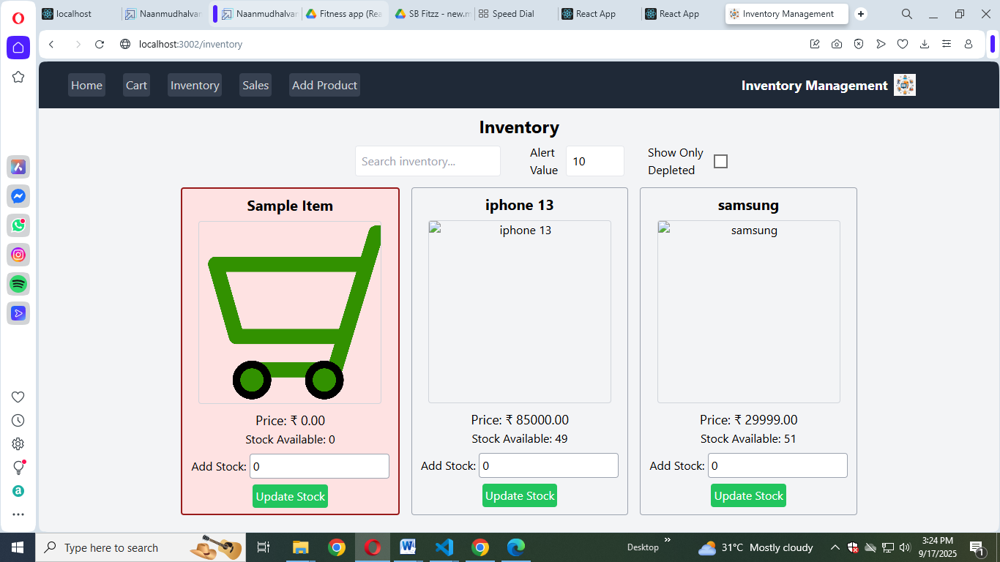 localhost
Naanmudhalvan
Naanmudhalvar
Fitness app (Rea
SB Fitzz - new.m
Speed Dial
React App
React App
Inventory Management
localhost:3002/inventory
Home
Cart
Inventory
Sales
Add Product
Inventory Management
Inventory
Search inventory...
Alert
Value
10
Show Only
Depleted
Sample Item
Price: ₹ 0.00
Stock Available: 0
Add Stock: 0
Update Stock
iphone 13
iphone 13
Price: ₹ 85000.00
Stock Available: 49
Add Stock: 0
Update Stock
samsung
samsung
Price: ₹ 29999.00
Stock Available: 51
Add Stock: 0
Update Stock
Type here to search
Desktop
31°C Mostly cloudy
3:24 PM
9/17/2025
1